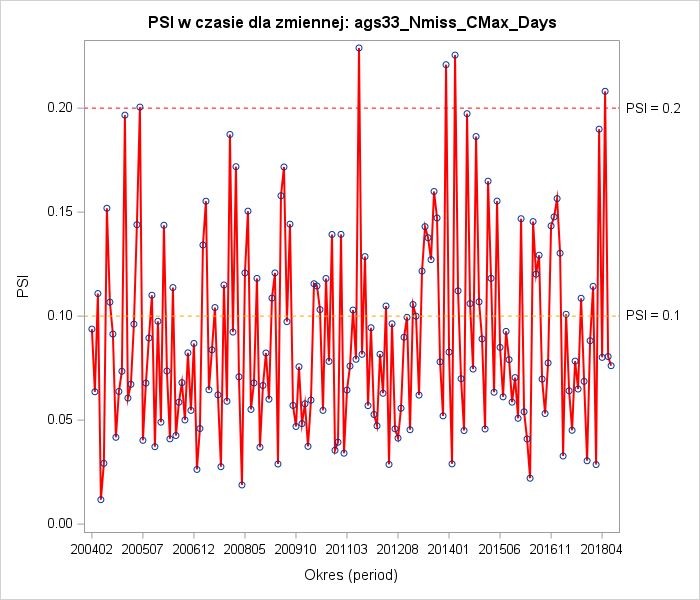 PSI w czasie dla zmiennej: ags33_Nmiss_CMax_Days
0.20
PSI = 0.2
0.15
PSI
0.10
PSI = 0.1
0.05
0.00
200402 200507 200612 200805 200910 201103 201208 201401 201506 201611 201804
Okres (period)